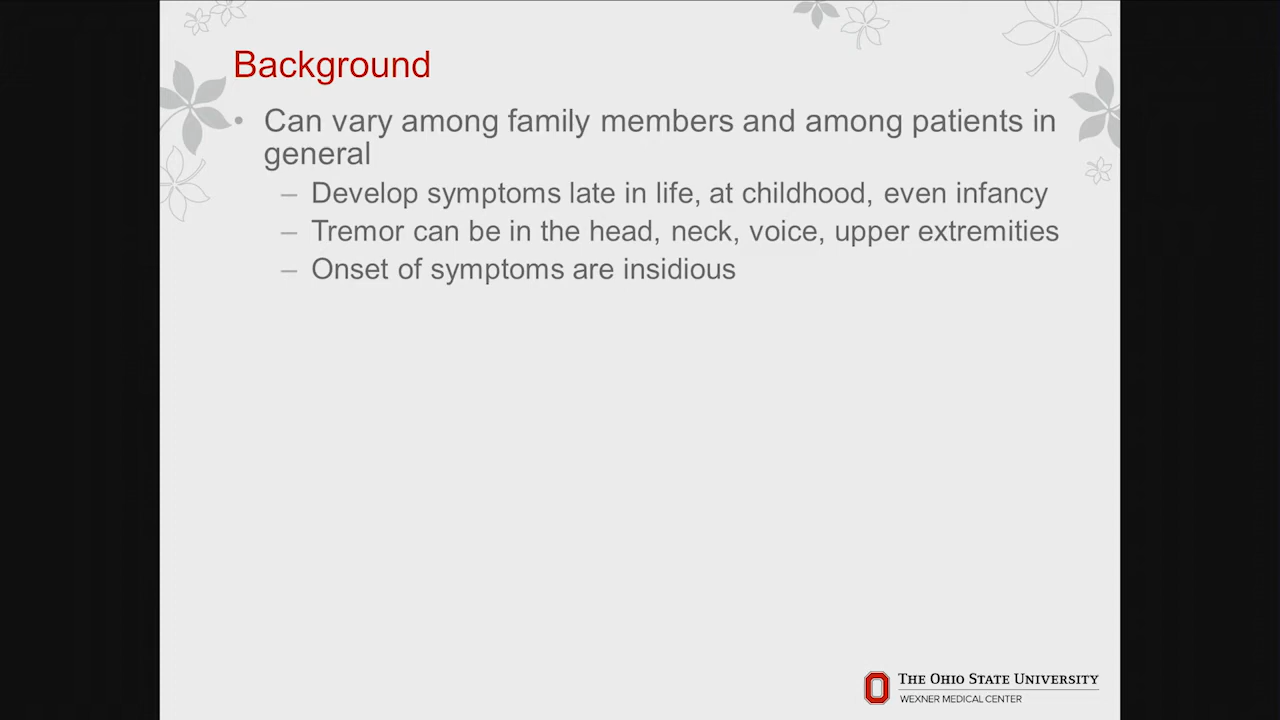 Background
• Can vary among family members and among patients in
general
– Develop symptoms late in life, at childhood, even infancy
– Tremor can be in the head, neck, voice, upper extremities
– Onset of symptoms are insidious
THE OHIO STATE UNIVERSITY
WEXNER MEDICAL CENTER